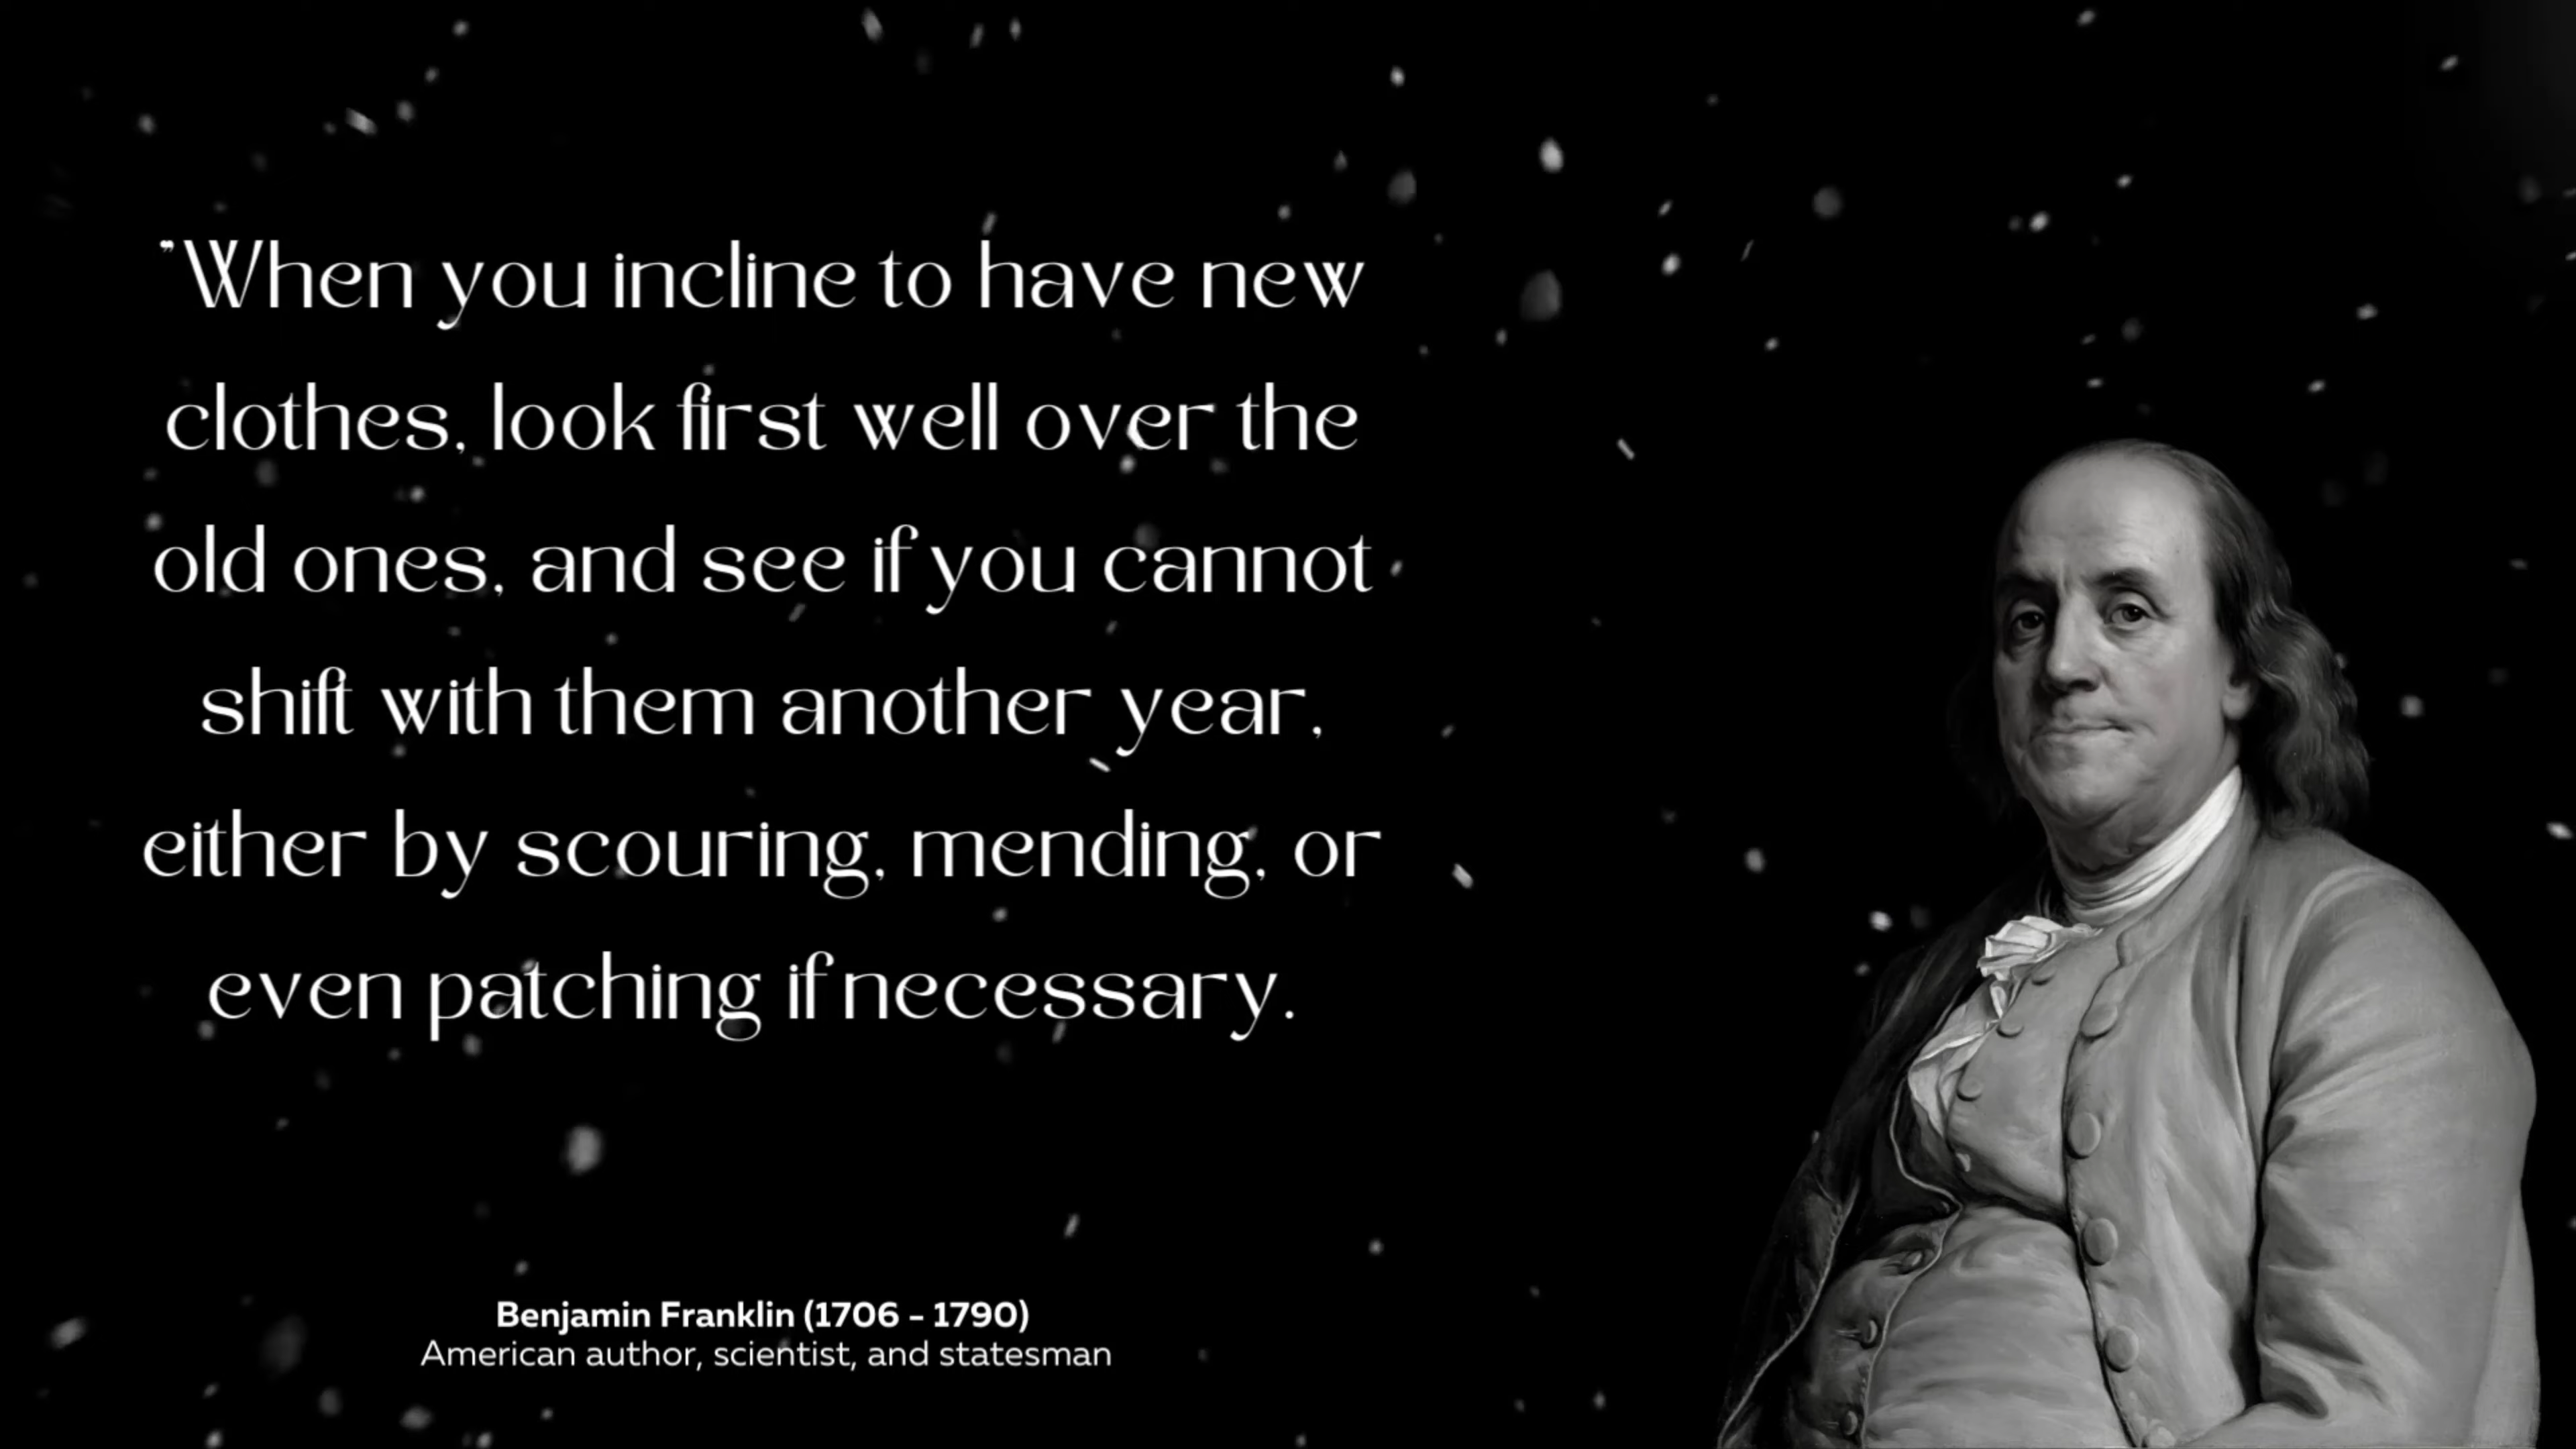 "When you incline to have new
clothes, look first well over the
old ones, and see if you cannot
shift with them another year,
either by scouring, mending, or
even patching if necessary.
Benjamin Franklin (1706 - 1790)
American author, scientist, and statesman